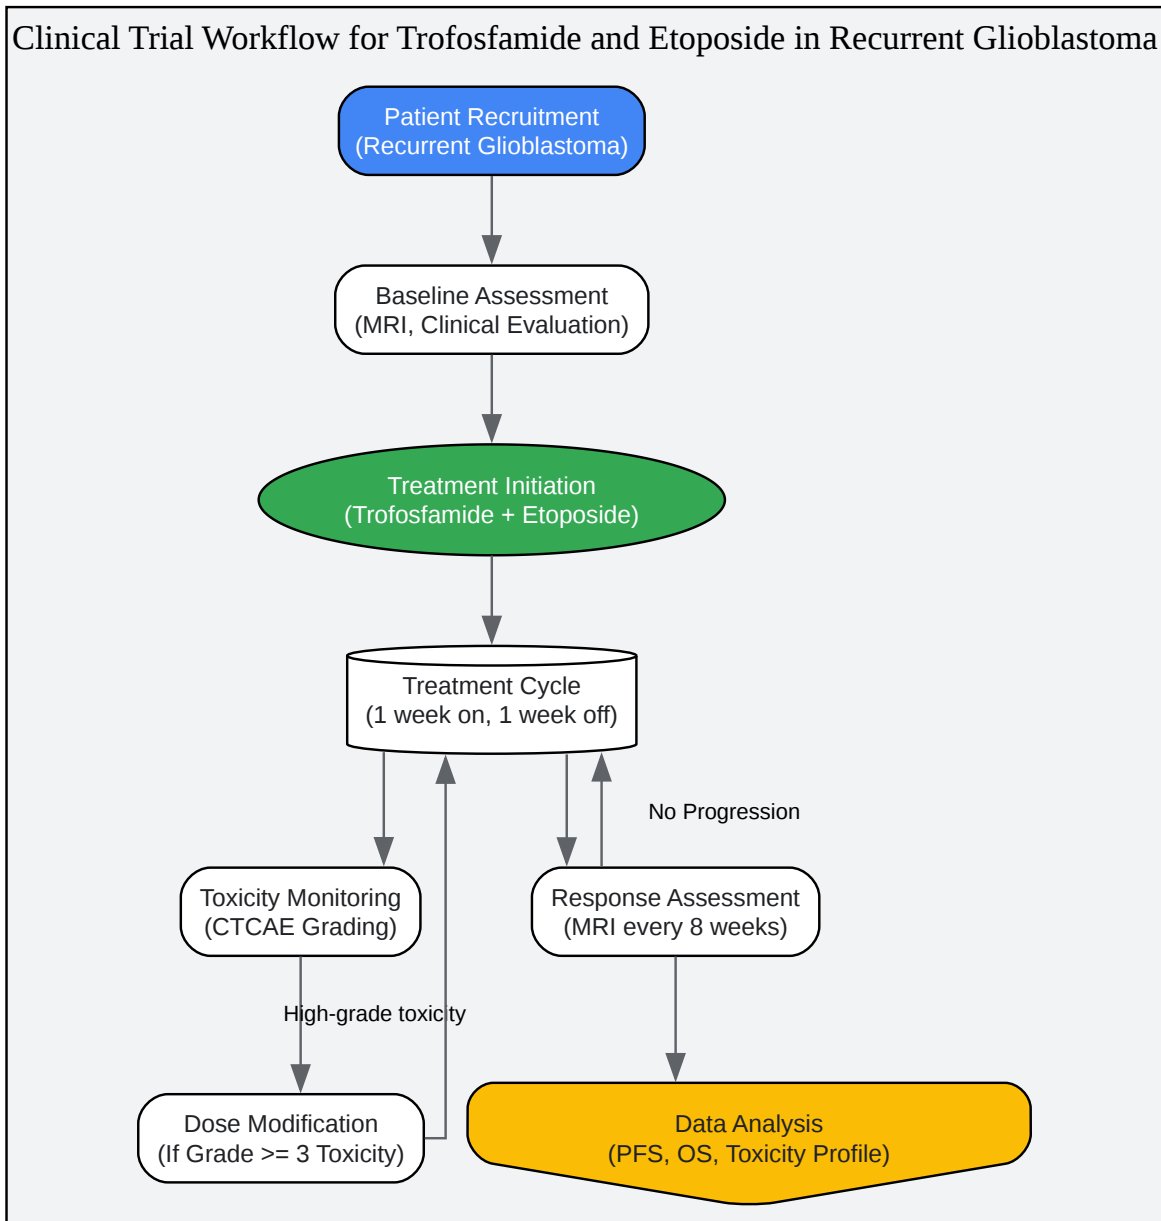 Clinical Trial Workflow for Trofosfamide and Etoposide in Recurrent Glioblastoma
Patient Recruitment
(Recurrent Glioblastoma)
Baseline Assessment
(MRI, Clinical Evaluation)
Treatment Initiation
(Trofosfamide + Etoposide)
Treatment Cycle
(1 week on, 1 week off)
No Progression
Toxicity Monitoring
(CTCAE Grading)
Response Assessment
(MRI every 8 weeks)
High-grade toxicity
Dose Modification
(If Grade >= 3 Toxicity)
Data Analysis
(PFS, OS, Toxicity Profile)